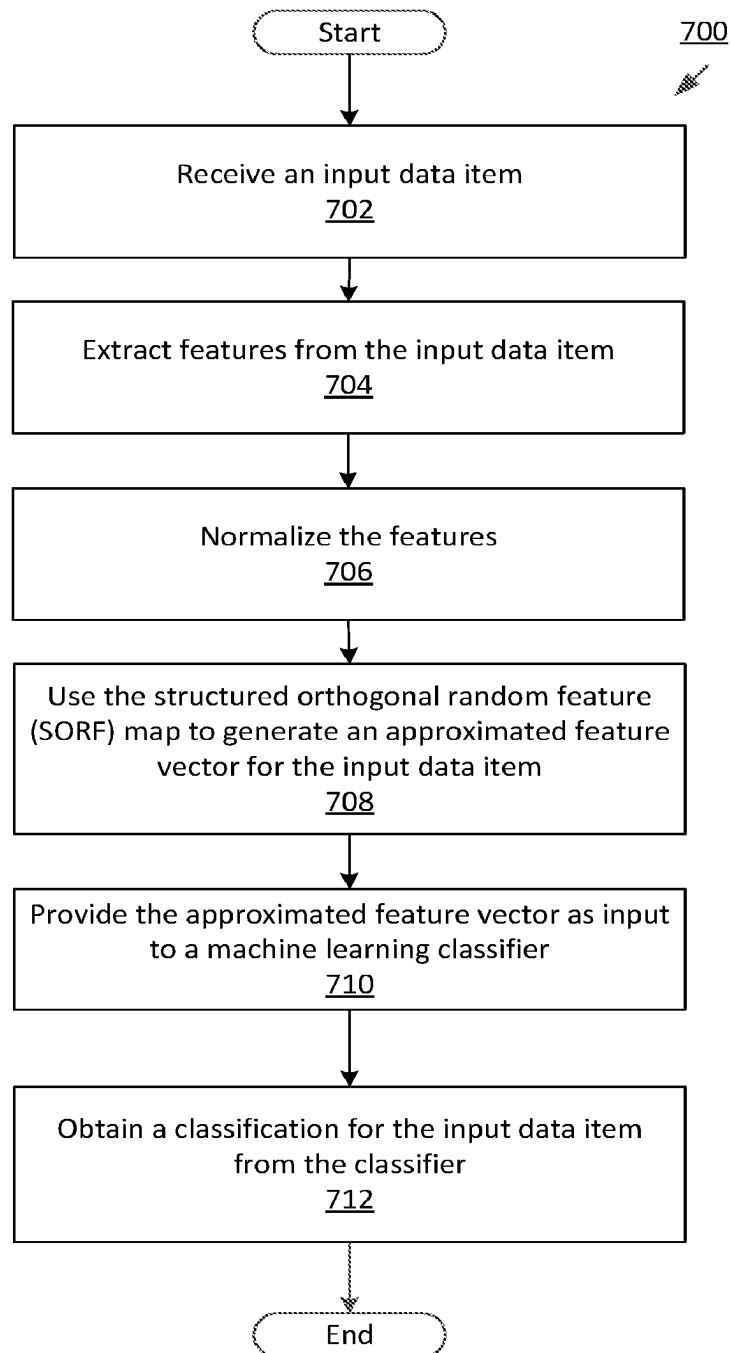 Start
700
Receive an input data item
702
Extract features from the input data item
704
Normalize the features
706
Use the structured orthogonal random feature
(SORF) map to generate an approximated feature
vector for the input data item
708
Provide the approximated feature vector as input
to a machine learning classifier
710
Obtain a classification for the input data item
from the classifier
712
End